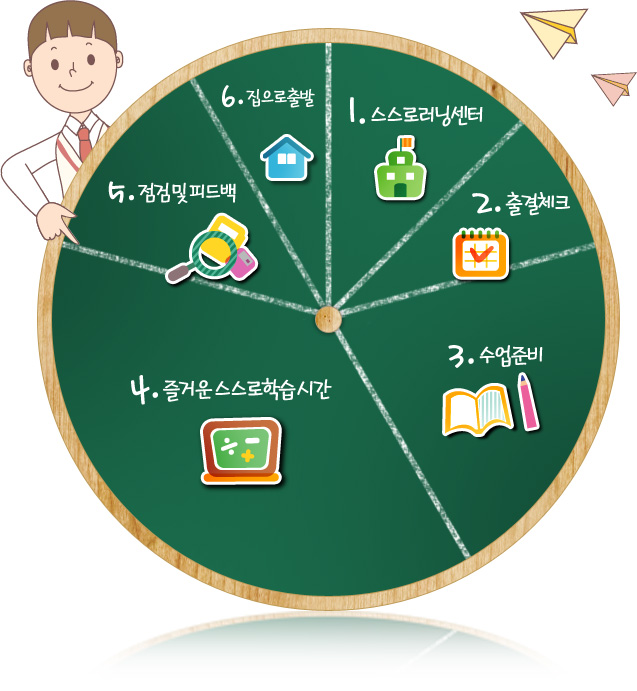 1. 스스로러닝센터
2. 출결체크
3. 수업준비
4. 즐거운 스스로학습시간
5. 점검 및 피드백
6. 집으로출발